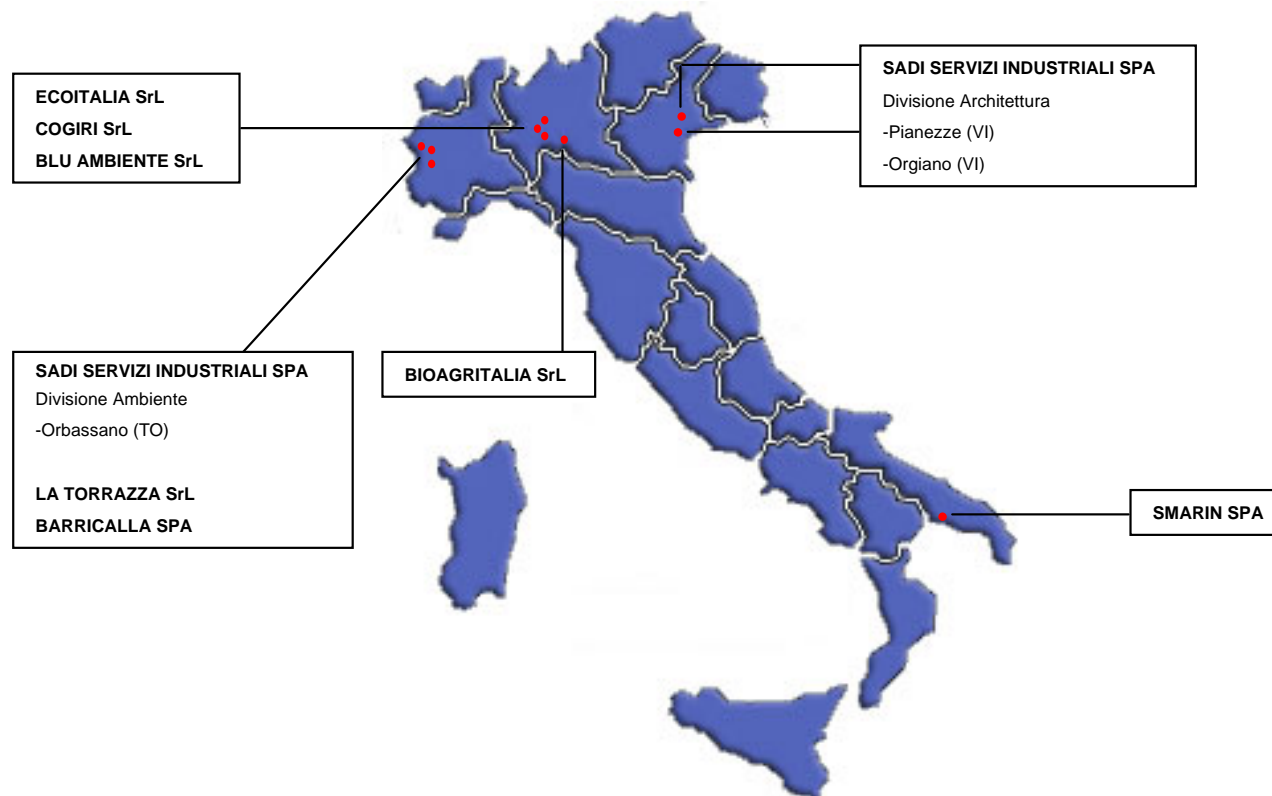 ECOITALIA SrL
COGIRI SrL
BLU AMBIENTE SrL
SADI SERVIZI INDUSTRIALI SPA
Divisione Architettura
-Pianezze (VI)
-Orgiano (VI)
SADI SERVIZI INDUSTRIALI SPA
Divisione Ambiente
-Orbassano (TO)
LA TORRAZZA SrL
BARRICALLA SPA
BIOAGRITALIA SrL
SMARIN SPA